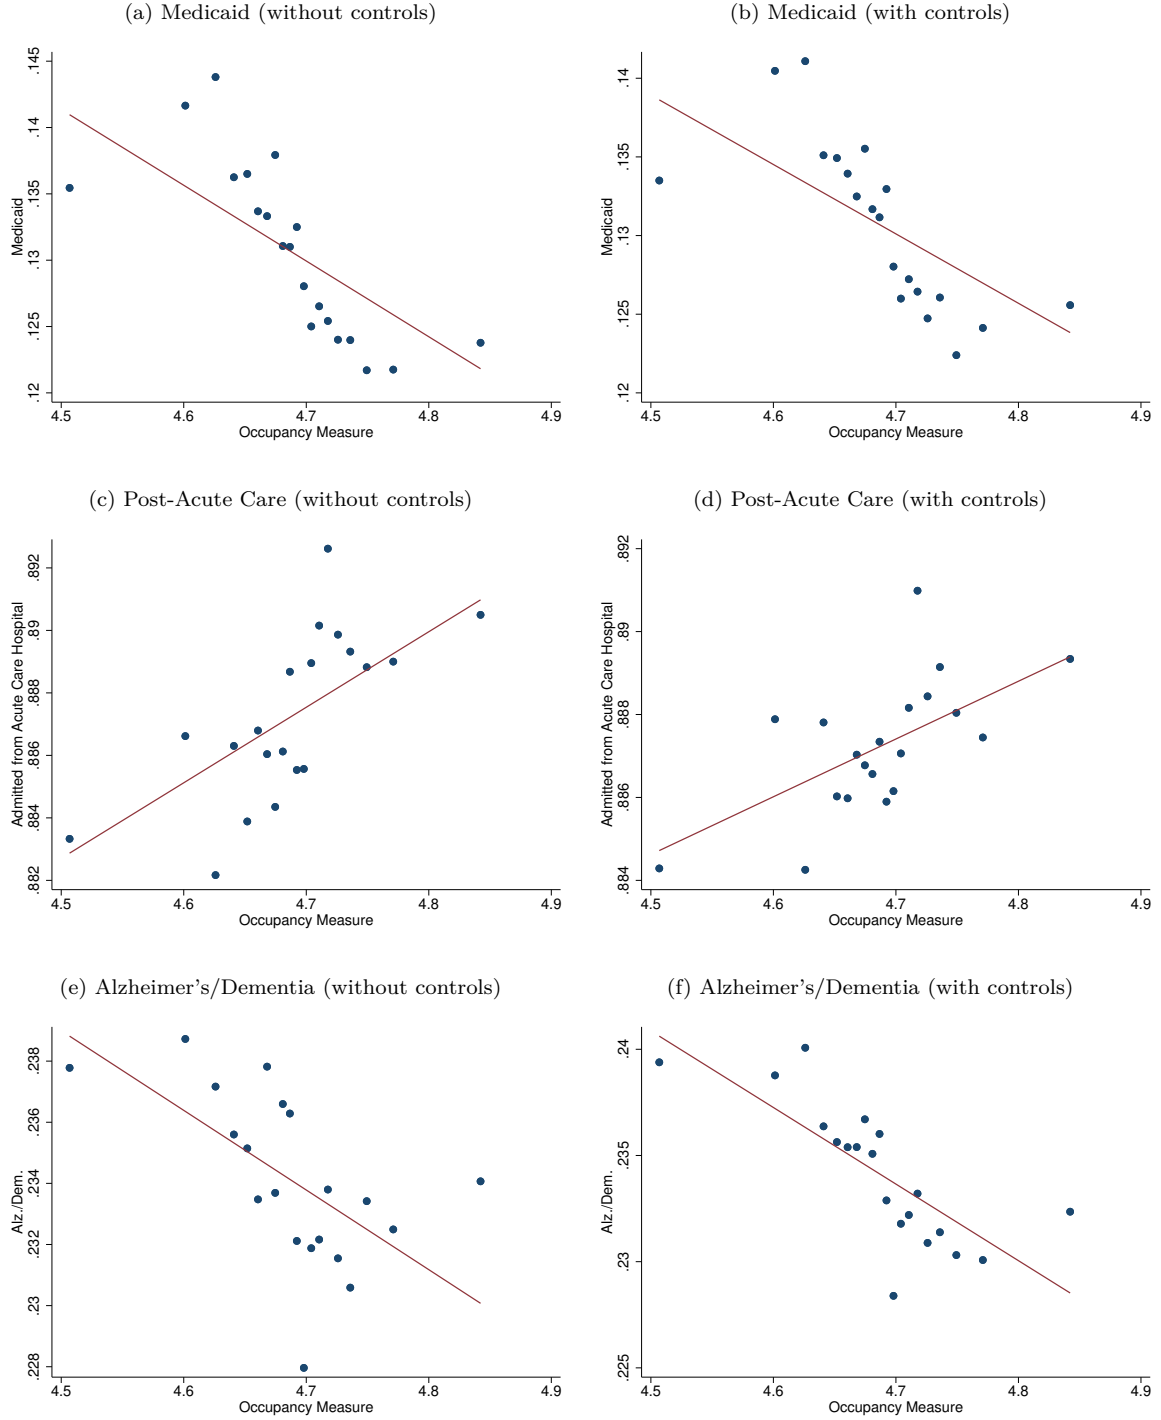 (a) Medicaid (without controls)
Medicaid
.145
.14
.135
.13
.125
.12
4.5 4.6 4.7 4.8 4.9
Occupancy Measure
(b) Medicaid (with controls)
Medicaid
.14
.135
.13
.125
.12
4.5 4.6 4.7 4.8 4.9
Occupancy Measure
(c) Post-Acute Care (without controls)
Admitted from Acute Care Hospital
.892
.89
.888
.886
.884
.882
4.5 4.6 4.7 4.8 4.9
Occupancy Measure
(d) Post-Acute Care (with controls)
Admitted from Acute Care Hospital
.892
.89
.888
.886
.884
4.5 4.6 4.7 4.8 4.9
Occupancy Measure
(e) Alzheimer's/Dementia (without controls)
Alz./Dem.
.238
.236
.234
.232
.23
.228
4.5 4.6 4.7 4.8 4.9
Occupancy Measure
(f) Alzheimer's/Dementia (with controls)
Alz./Dem.
.24
.235
.23
.225
4.5 4.6 4.7 4.8 4.9
Occupancy Measure